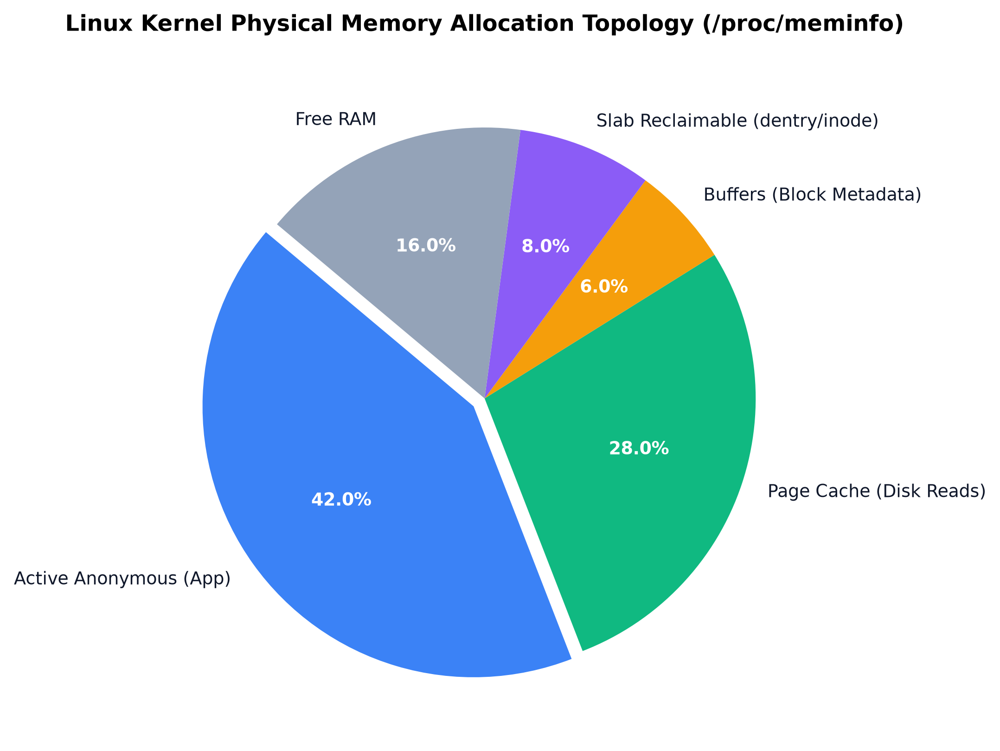 Linux Kernel Physical Memory Allocation Topology (/proc/meminfo)
Free RAM
Slab Reclaimable (dentry/inode)
Buffers (Block Metadata)
16.0%
8.0%
6.0%
28.0%
Page Cache (Disk Reads)
42.0%
Active Anonymous (App)